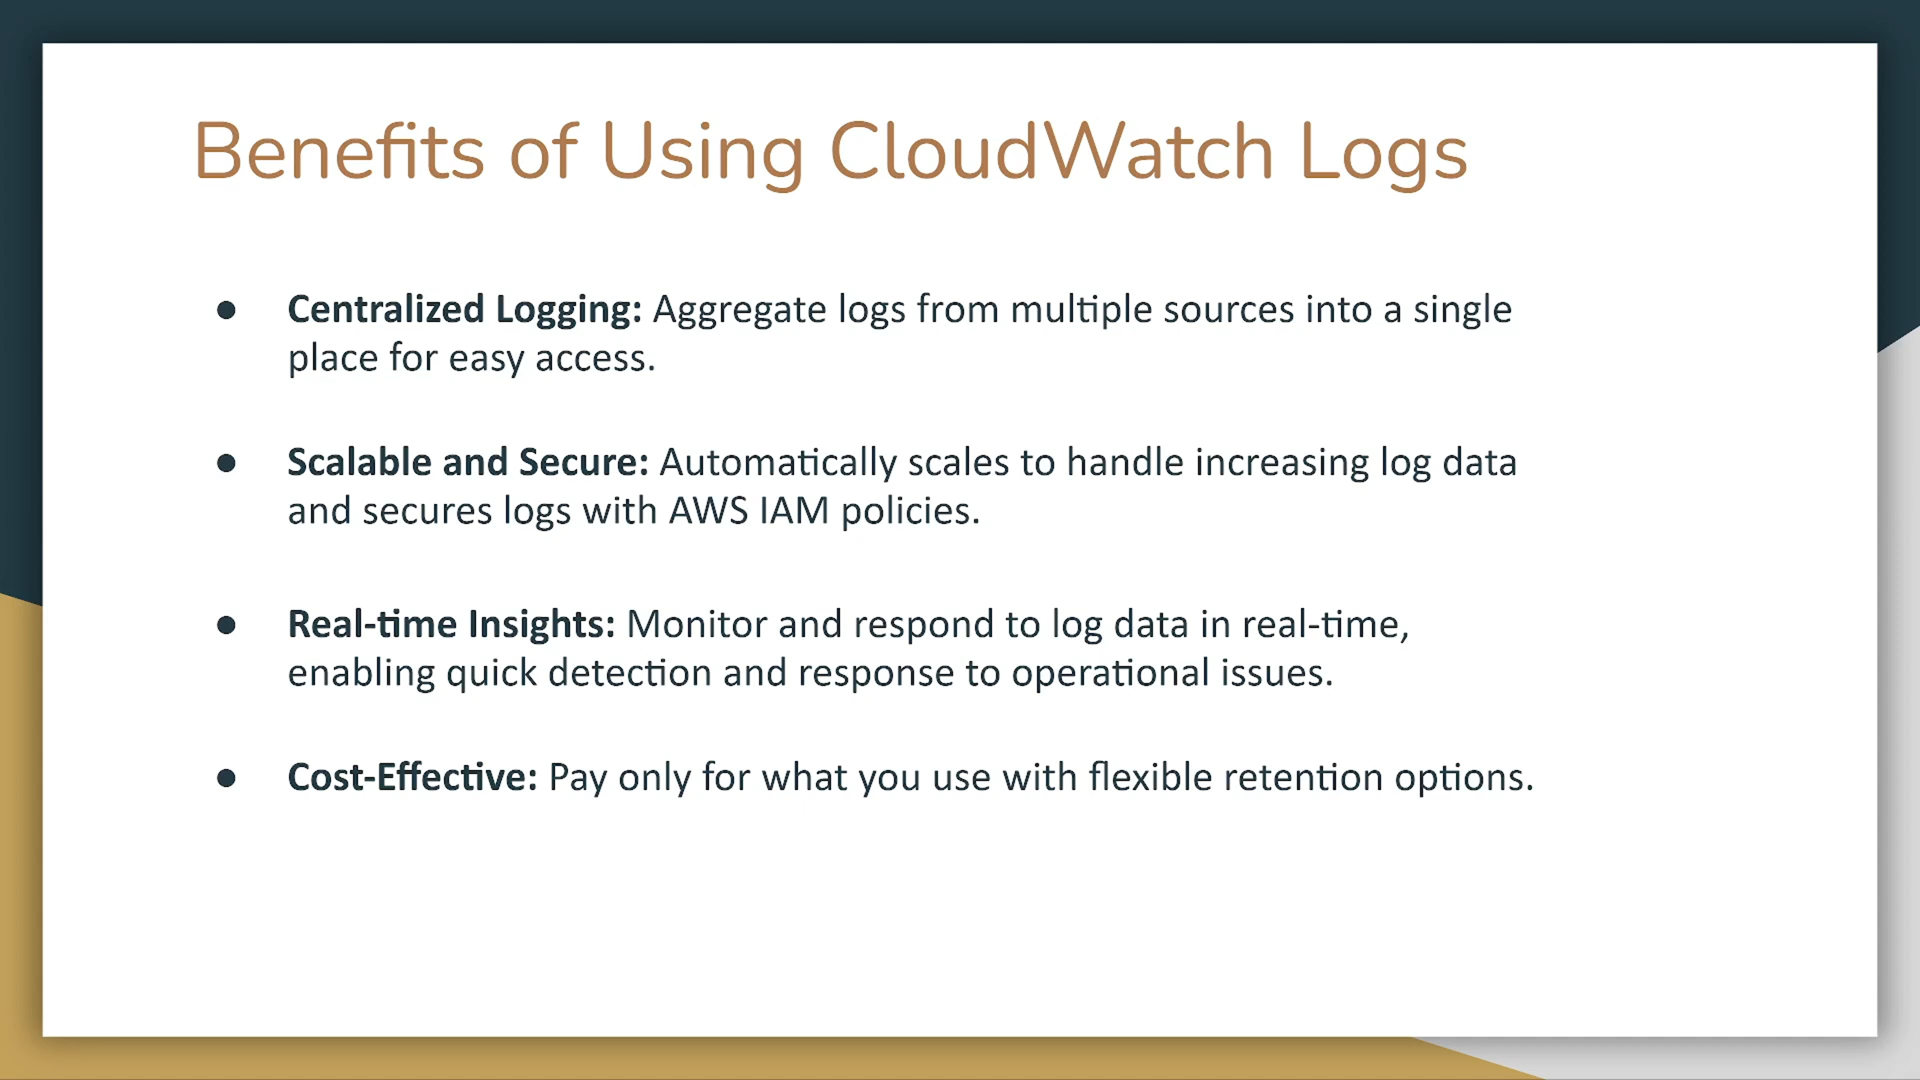 Benefits of Using CloudWatch Logs
● Centralized Logging: Aggregate logs from multiple sources into a single
place for easy access.
● Scalable and Secure: Automatically scales to handle increasing log data
and secures logs with AWS IAM policies.
● Real-time Insights: Monitor and respond to log data in real-time,
enabling quick detection and response to operational issues.
● Cost-Effective: Pay only for what you use with flexible retention options.